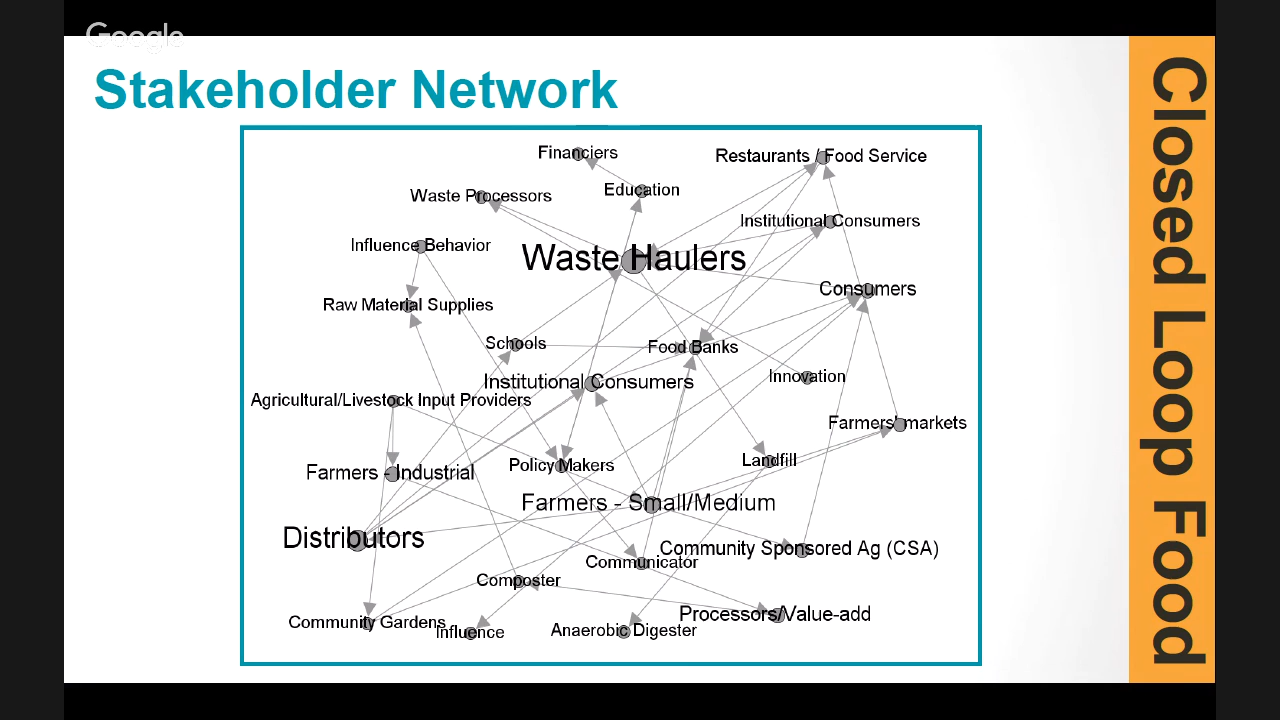 Google
Stakeholder Network
Closed Loop Food
Financiers
Restaurants / Food Service
Education
Waste Processors
Institutional Consumers
Influence Behavior
Waste Haulers
Consumers
Raw Material Supplies
Schools
Food Banks
Innovation
Institutional Consumers
Agricultural/Livestock Input Providers
Farmers' markets
Landfill
Policy Makers
Farmers - Industrial
Farmers - Small/Medium
Distributors
Community Sponsored Ag (CSA)
Communicator
Composter
Processors/Value-add
Community Gardens
Influence
Anaerobic Digester